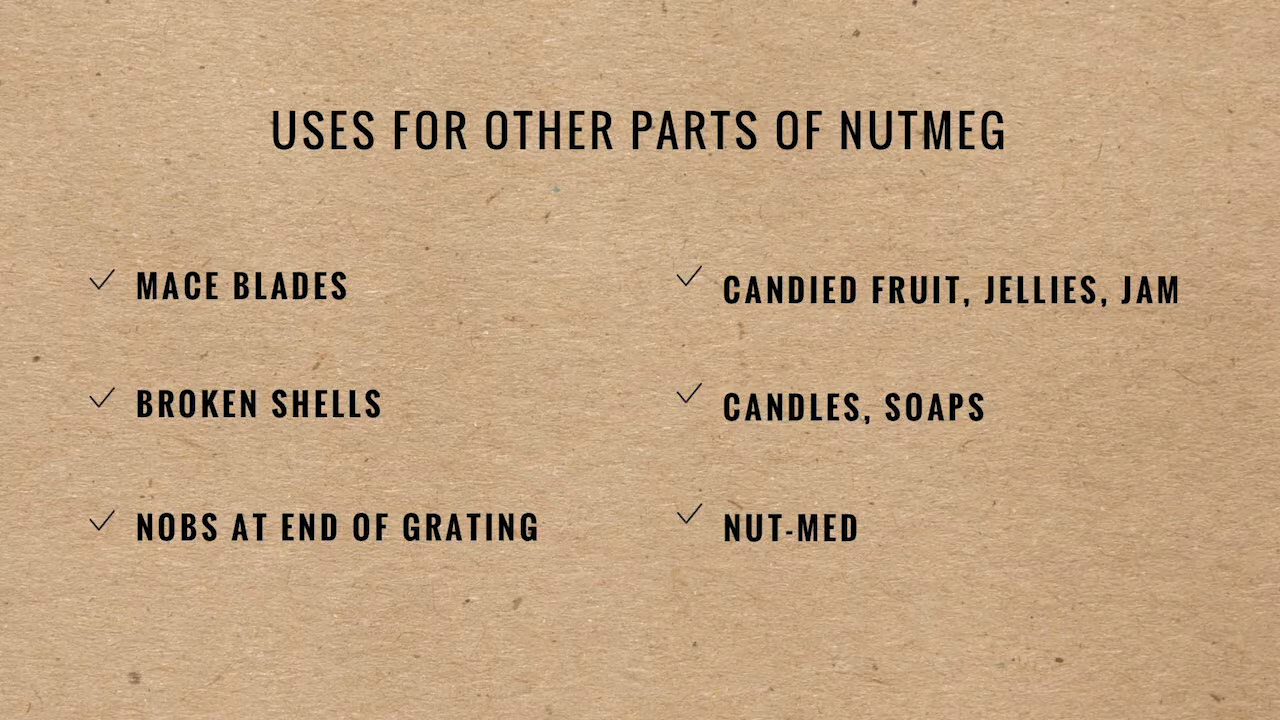 USES FOR OTHER PARTS OF NUTMEG
MACE BLADES
BROKEN SHELLS
NOBS AT END OF GRATING
CANDIED FRUIT, JELLIES, JAM
CANDLES, SOAPS
NUT-MED